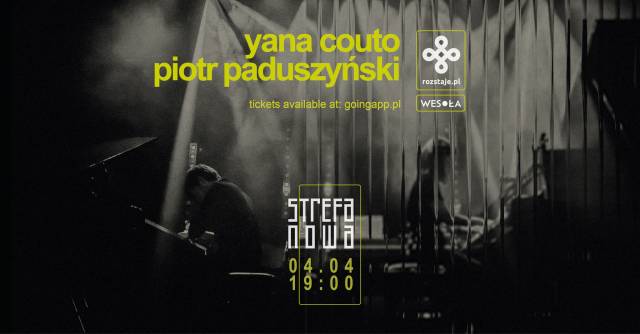 yana couto
piotr paduszyński
tickets available at: goingapp.pl
rozstaje.pl
WESOŁA
STREFA
NOWA
04.04
19:00